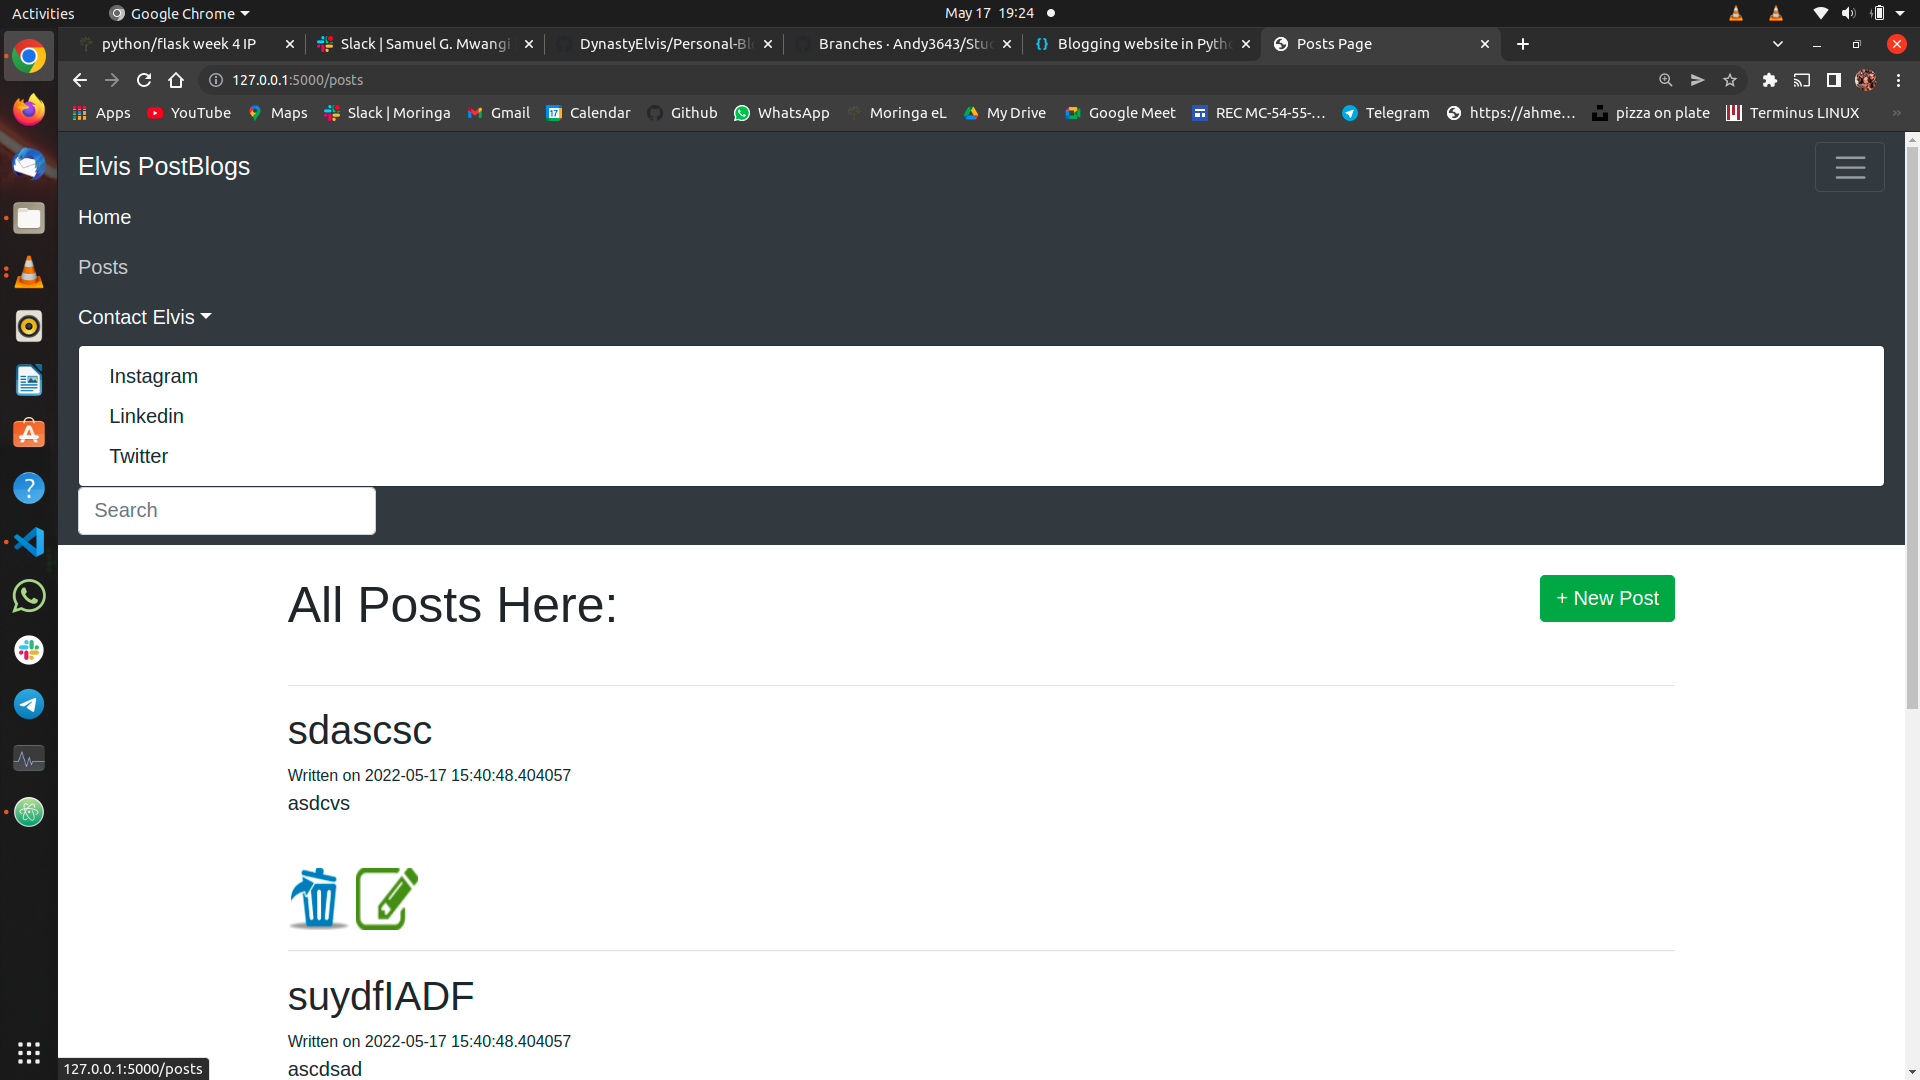 Activities
Google Chrome
May 17 19:24
python/flask week 4 IP
Slack | Samuel G. Mwangi
DynastyElvis/Personal-Blo
Branches · Andy3643/Stud
Blogging website in Pytho
Posts Page
127.0.0.1:5000/posts
Apps
YouTube
Maps
Slack | Moringa
Gmail
Calendar
Github
WhatsApp
Moringa eL
My Drive
Google Meet
REC MC-54-55-...
Telegram
https://ahme...
pizza on plate
Terminus LINUX
»
Elvis PostBlogs
Home
Posts
Contact Elvis
Instagram
Linkedin
Twitter
Search
All Posts Here:
+ New Post
sdascsc
Written on 2022-05-17 15:40:48.404057
asdcvs
suydfIADF
Written on 2022-05-17 15:40:48.404057
ascdsad
127.0.0.1:5000/posts